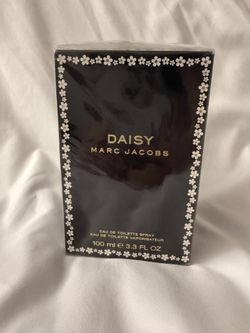 DAISY
MARC JACOBS
EAU DE TOILETTE SPRAY
EAU DE TOILETTE VAPORISATEUR
100 ml ℮ 3.3 FL OZ